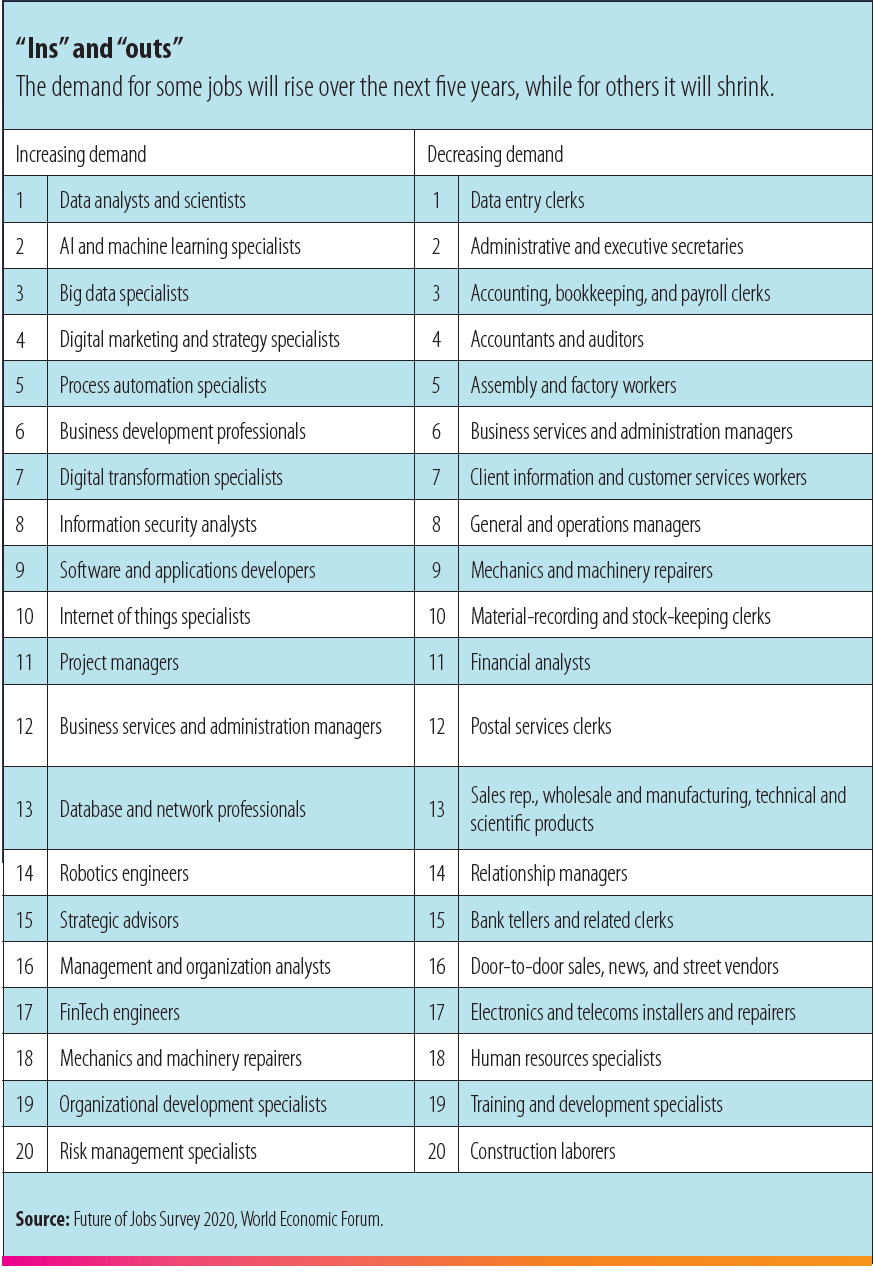 “Ins” and “outs”
The demand for some jobs will rise over the next five years, while for others it will shrink.
Increasing demand Decreasing demand
1 Data analysts and scientists 1 Data entry clerks
2 AI and machine learning specialists 2 Administrative and executive secretaries
3 Big data specialists 3 Accounting, bookkeeping, and payroll clerks
4 Digital marketing and strategy specialists 4 Accountants and auditors
5 Process automation specialists 5 Assembly and factory workers
6 Business development professionals 6 Business services and administration managers
7 Digital transformation specialists 7 Client information and customer services workers
8 Information security analysts 8 General and operations managers
9 Software and applications developers 9 Mechanics and machinery repairers
10 Internet of things specialists 10 Material-recording and stock-keeping clerks
11 Project managers 11 Financial analysts
12 Business services and administration managers 12 Postal services clerks
13 Database and network professionals 13 Sales rep., wholesale and manufacturing, technical and
scientific products
14 Robotics engineers 14 Relationship managers
15 Strategic advisors 15 Bank tellers and related clerks
16 Management and organization analysts 16 Door-to-door sales, news, and street vendors
17 FinTech engineers 17 Electronics and telecoms installers and repairers
18 Mechanics and machinery repairers 18 Human resources specialists
19 Organizational development specialists 19 Training and development specialists
20 Risk management specialists 20 Construction laborers
Source: Future of Jobs Survey 2020, World Economic Forum.